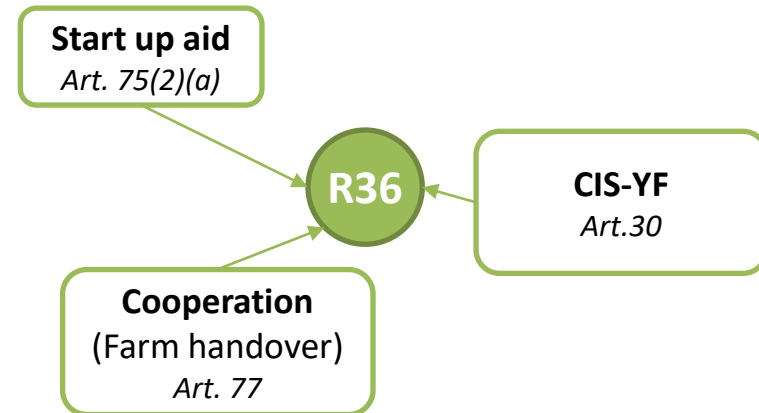 Start up aid
Art. 75(2)(a)
R36
CIS-YF
Art.30
Cooperation
(Farm handover)
Art. 77